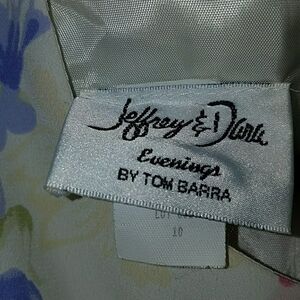 Jeffrey & Dara
Evenings
BY TOM BARRA
10